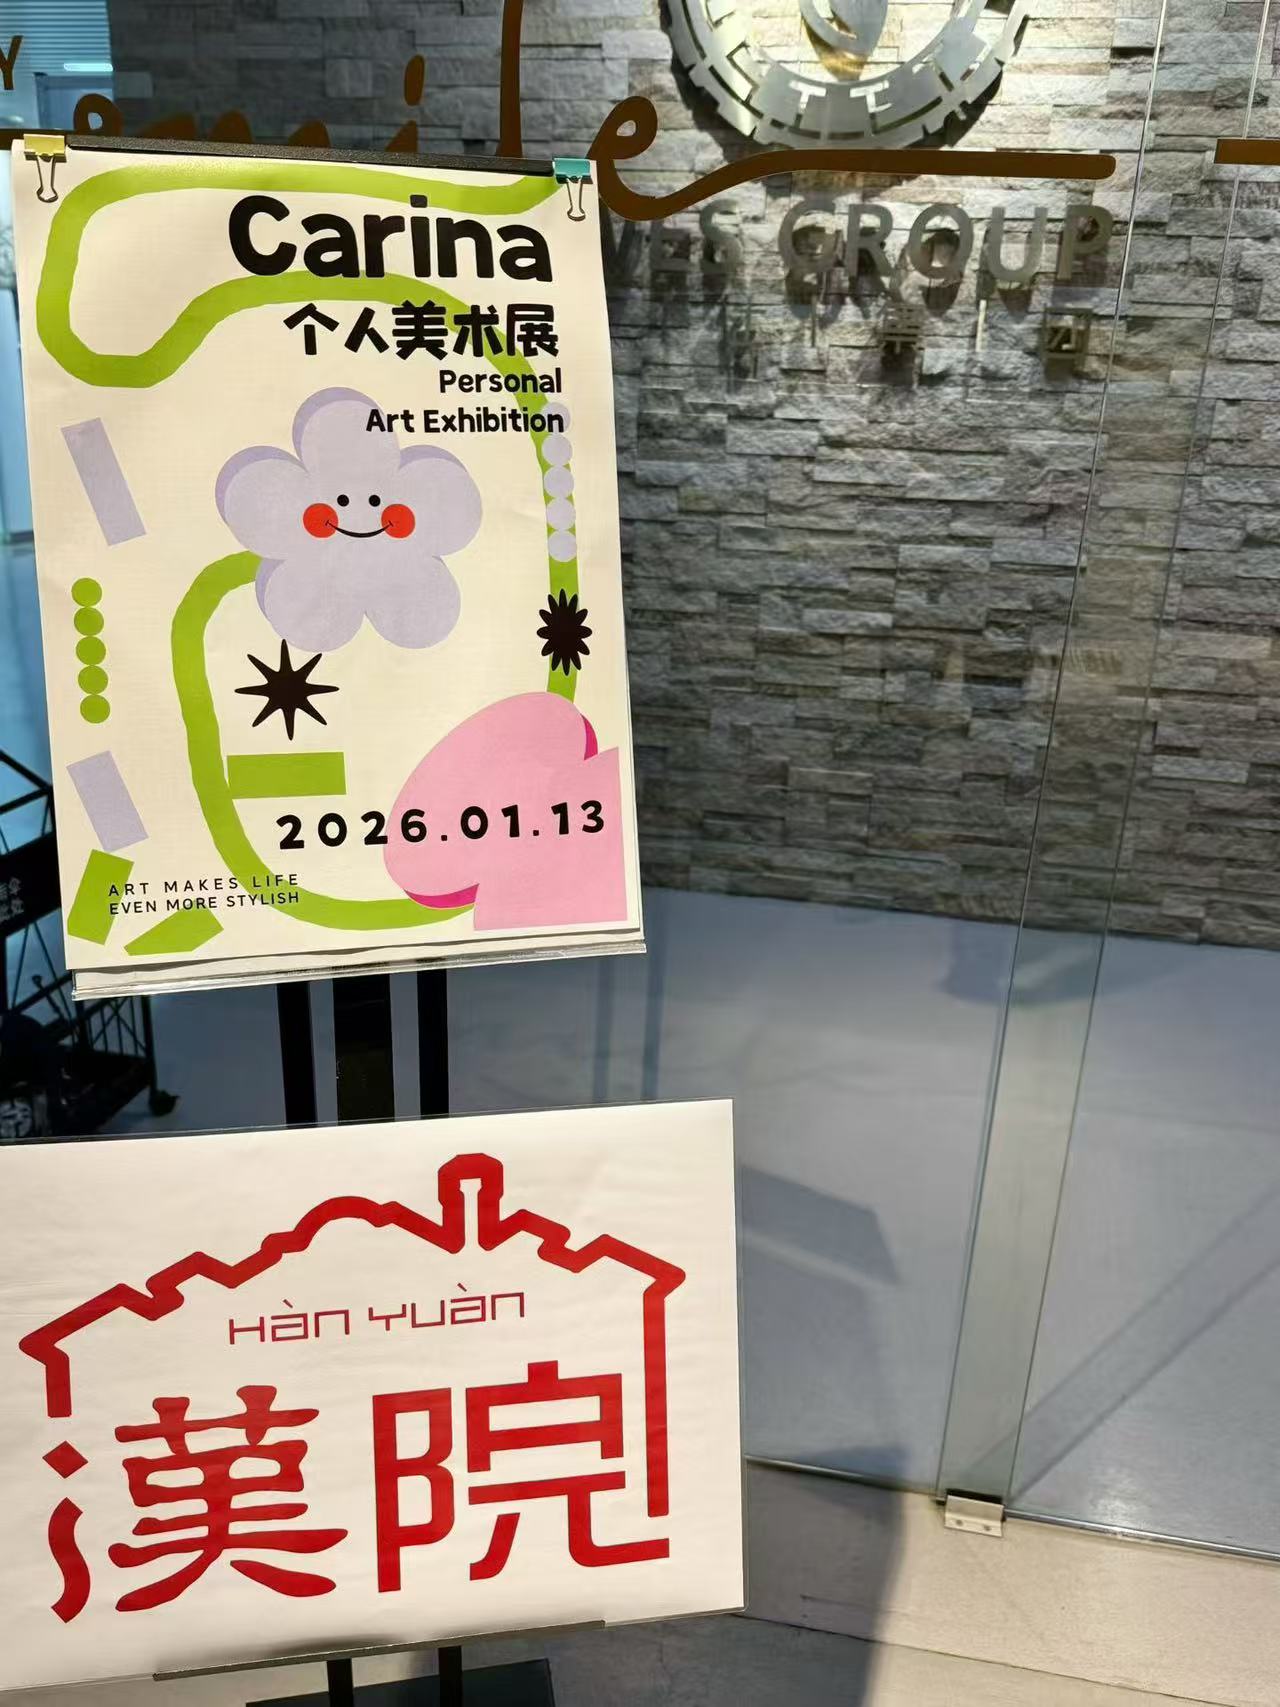 Carina
个人美术展
Personal
Art Exhibition
2026.01.13
ART MAKES LIFE
EVEN MORE STYLISH
GROUP
Hàn Yuàn
漢院